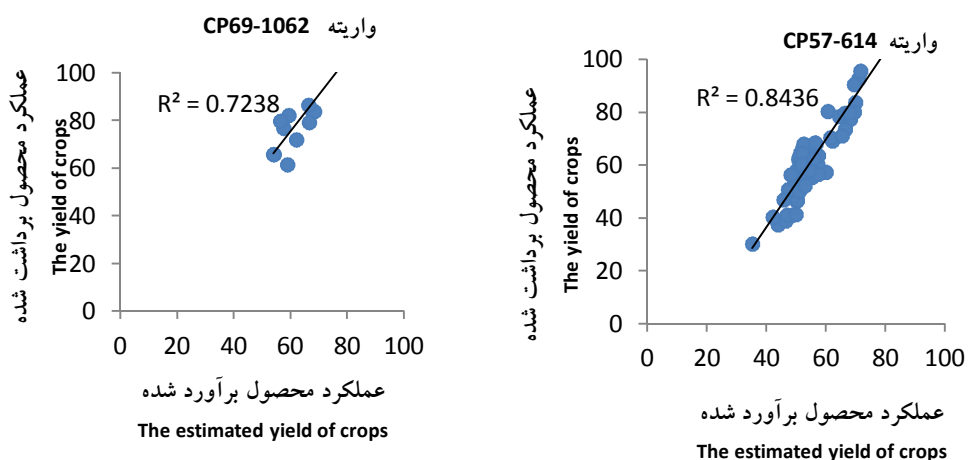 واریته CP69-1062
عملکرد محصول برداشت شده
The yield of crops
100
80
60
40
20
0
R² = 0.7238
0 20 40 60 80 100
عملکرد محصول برآورد شده
The estimated yield of crops
واریته CP57-614
عملکرد محصول برداشت شده
The yield of crops
100
80
60
40
20
0
R² = 0.8436
0 20 40 60 80 100
عملکرد محصول برآورد شده
The estimated yield of crops